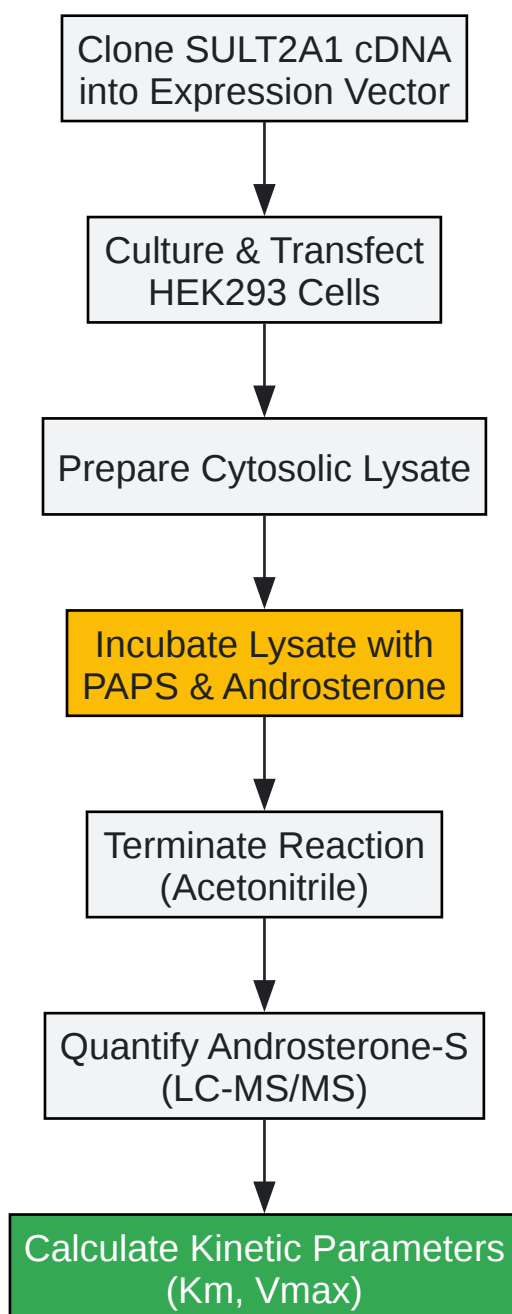 Clone SULT2A1 cDNA
into Expression Vector
Culture & Transfect
HEK293 Cells
Prepare Cytosolic Lysate
Incubate Lysate with
PAPS & Androsterone
Terminate Reaction
(Acetonitrile)
Quantify Androsterone-S
(LC-MS/MS)
Calculate Kinetic Parameters
(Km, Vmax)